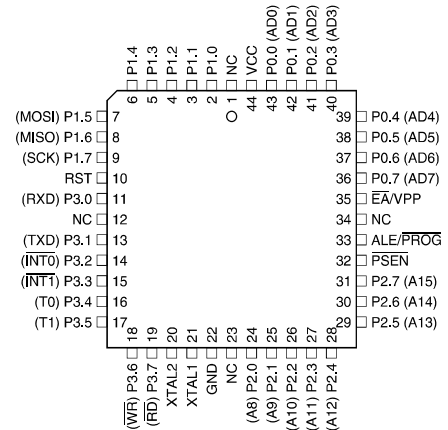 P1.4
P1.3
P1.2
P1.1
P1.0
NC
VCC
P0.0 (AD0)
P0.1 (AD1)
P0.2 (AD2)
P0.3 (AD3)
6
5
4
3
2
1
44
43
42
41
40
(MOSI) P1.5 7
(MISO) P1.6 8
(SCK) P1.7 9
RST 10
(RXD) P3.0 11
NC 12
(TXD) P3.1 13
(INT0) P3.2 14
(INT1) P3.3 15
(T0) P3.4 16
(T1) P3.5 17
39 P0.4 (AD4)
38 P0.5 (AD5)
37 P0.6 (AD6)
36 P0.7 (AD7)
35 EA/VPP
34 NC
33 ALE/PROG
32 PSEN
31 P2.7 (A15)
30 P2.6 (A14)
29 P2.5 (A13)
18
19
20
21
22
23
24
25
26
27
28
(WR) P3.6
(RD) P3.7
XTAL2
XTAL1
GND
NC
(A8) P2.0
(A9) P2.1
(A10) P2.2
(A11) P2.3
(A12) P2.4